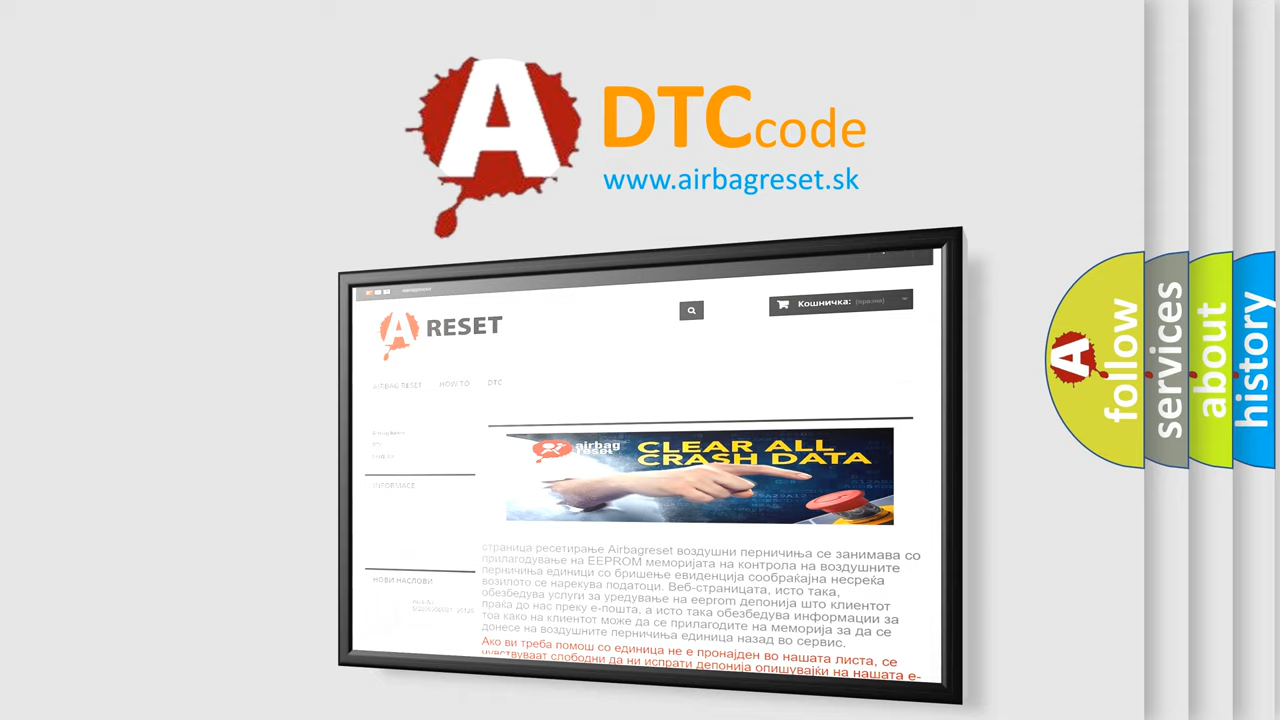 A DTC code
www.airbagreset.sk
A RESET
Кошничка: (празно)
AIRBAG RESET HOW TO DTC
INFORMACE
airbag
reset
CLEAR ALL
CRASH DATA
страница ресетирање Airbagreset воздушни перничиња се занимава со
прилагодување на EEPROM меморијата на контрола на воздушните
перничиња единици со бришење евиденција сообраќајна несреќа
возилото се нарекува податоци. Веб-страницата, исто така,
обезбедува услуги за уредување на eeprom депонија што клиентот
праќа до нас преку е-пошта, а исто така обезбедува информации за
тоа како на клиентот може да се прилагодите на меморија за да се
донесе на воздушните перничиња единица назад во сервис.
Ако ви треба помош со единица не е пронајден во нашата листа, се
чувствуваат слободни да ни испрати депонија опишувајќи на нашата е-
НОВИ НАСЛОВИ
A follow
services
about
history